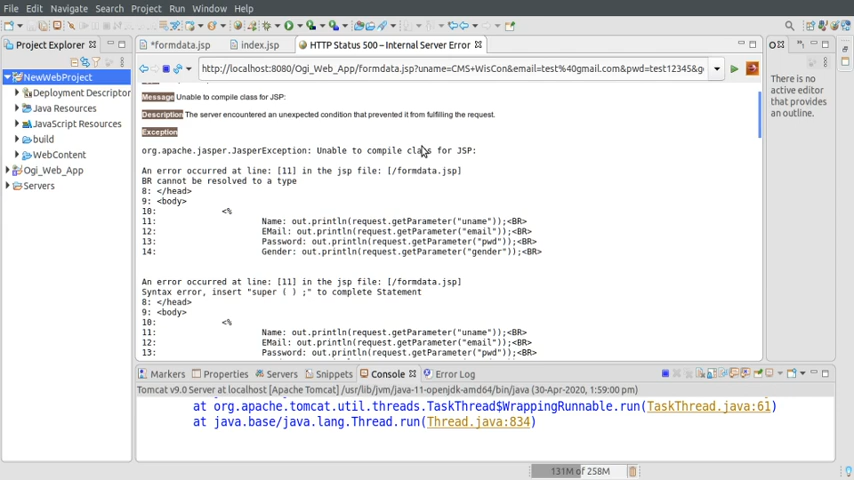 File Edit Navigate Search Project Run Window Help
Project Explorer
*formdata.jsp
index.jsp
HTTP Status 500 – Internal Server Error
http://localhost:8080/Ogi_Web_App/formdata.jsp?uname=CMS+WisCon&email=test%40gmail.com&pwd=test12345&g
NewWebProject
Deployment Descriptor
Java Resources
JavaScript Resources
build
WebContent
Ogi_Web_App
Servers
Message Unable to compile class for JSP:
Description The server encountered an unexpected condition that prevented it from fulfilling the request.
Exception
org.apache.jasper.JasperException: Unable to compile class for JSP:
An error occurred at line: [11] in the jsp file: [/formdata.jsp]
BR cannot be resolved to a type
8: </head>
9: <body>
10: <%
11: Name: out.println(request.getParameter("uname"));<BR>
12: EMail: out.println(request.getParameter("email"));<BR>
13: Password: out.println(request.getParameter("pwd"));<BR>
14: Gender: out.println(request.getParameter("gender"));<BR>
An error occurred at line: [11] in the jsp file: [/formdata.jsp]
Syntax error, insert "super ( ) ;" to complete Statement
8: </head>
9: <body>
10: <%
11: Name: out.println(request.getParameter("uname"));<BR>
12: EMail: out.println(request.getParameter("email"));<BR>
13: Password: out.println(request.getParameter("pwd"));<BR>
There is no active editor that provides an outline.
Markers
Properties
Servers
Snippets
Console
Error Log
Tomcat v9.0 Server at localhost [Apache Tomcat] /usr/lib/jvm/java-11-openjdk-amd64/bin/java (30-Apr-2020, 1:59:00 pm)
at org.apache.tomcat.util.threads.TaskThread$WrappingRunnable.run(TaskThread.java:61)
at java.base/java.lang.Thread.run(Thread.java:834)
131M of 258M